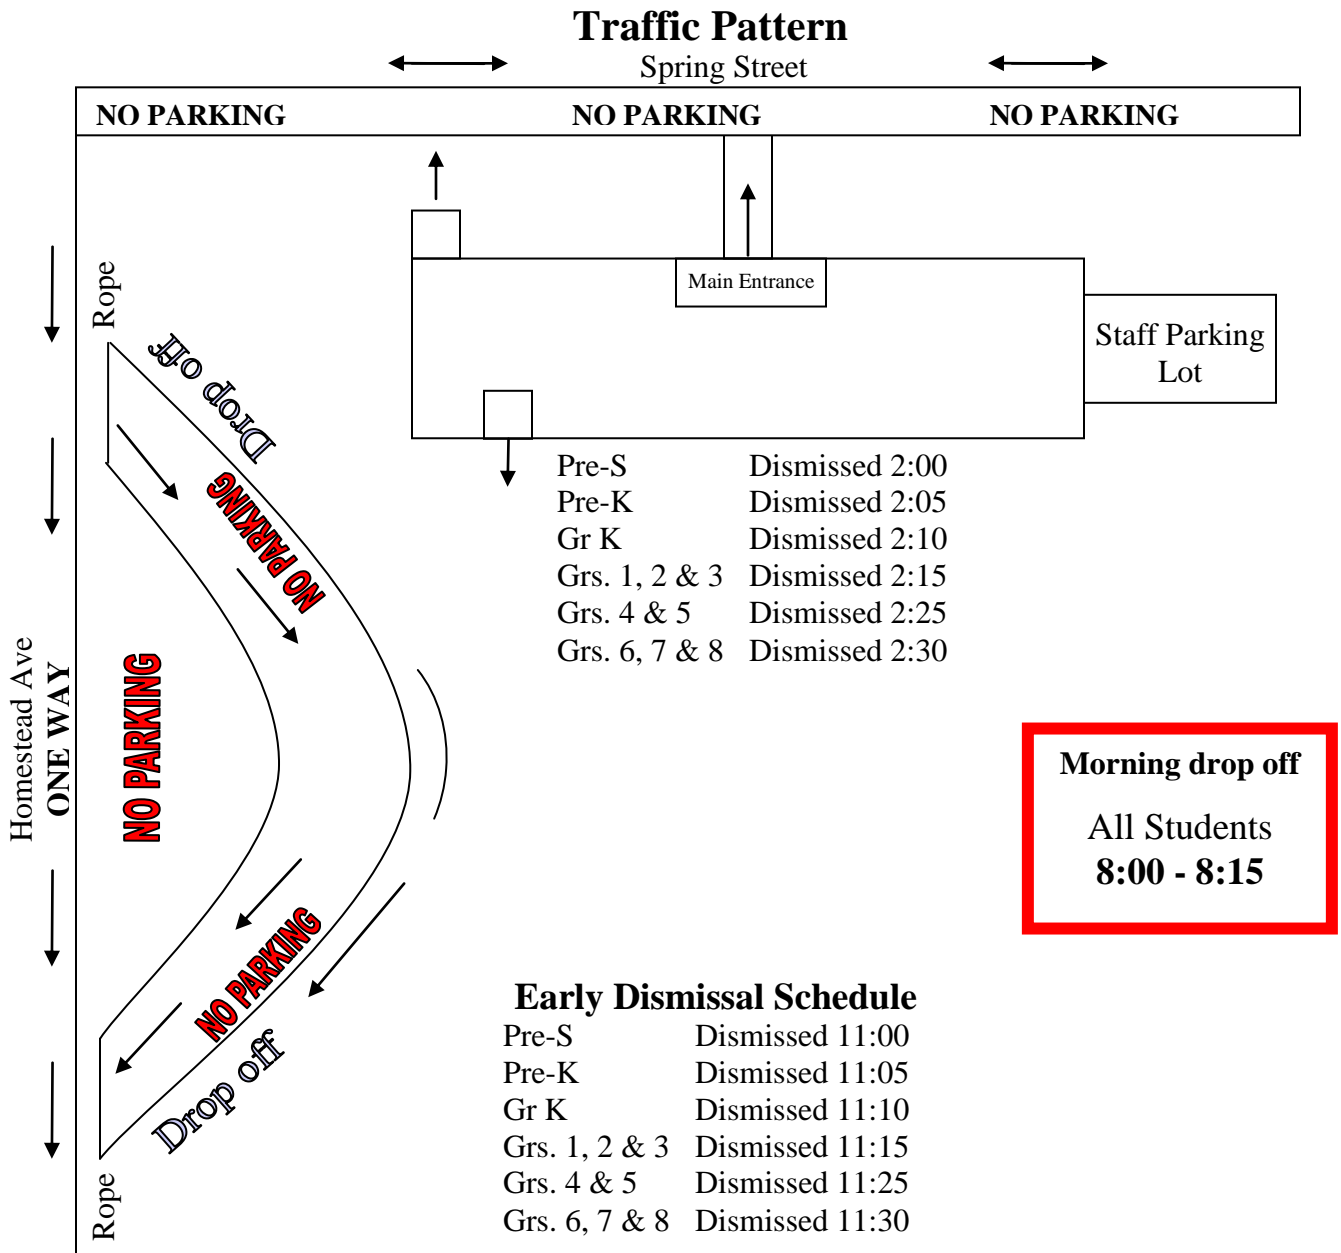 Traffic Pattern
Spring Street
NO PARKING NO PARKING NO PARKING
Main Entrance
Staff Parking
Lot
Rope
Drop off
NO PARKING
Pre-S Dismissed 2:00
Pre-K Dismissed 2:05
Gr K Dismissed 2:10
Grs. 1, 2 & 3 Dismissed 2:15
Grs. 4 & 5 Dismissed 2:25
Grs. 6, 7 & 8 Dismissed 2:30
Homestead Ave
ONE WAY
NO PARKING
Morning drop off
All Students
8:00 - 8:15
NO PARKING
Drop off
Rope
Early Dismissal Schedule
Pre-S Dismissed 11:00
Pre-K Dismissed 11:05
Gr K Dismissed 11:10
Grs. 1, 2 & 3 Dismissed 11:15
Grs. 4 & 5 Dismissed 11:25
Grs. 6, 7 & 8 Dismissed 11:30